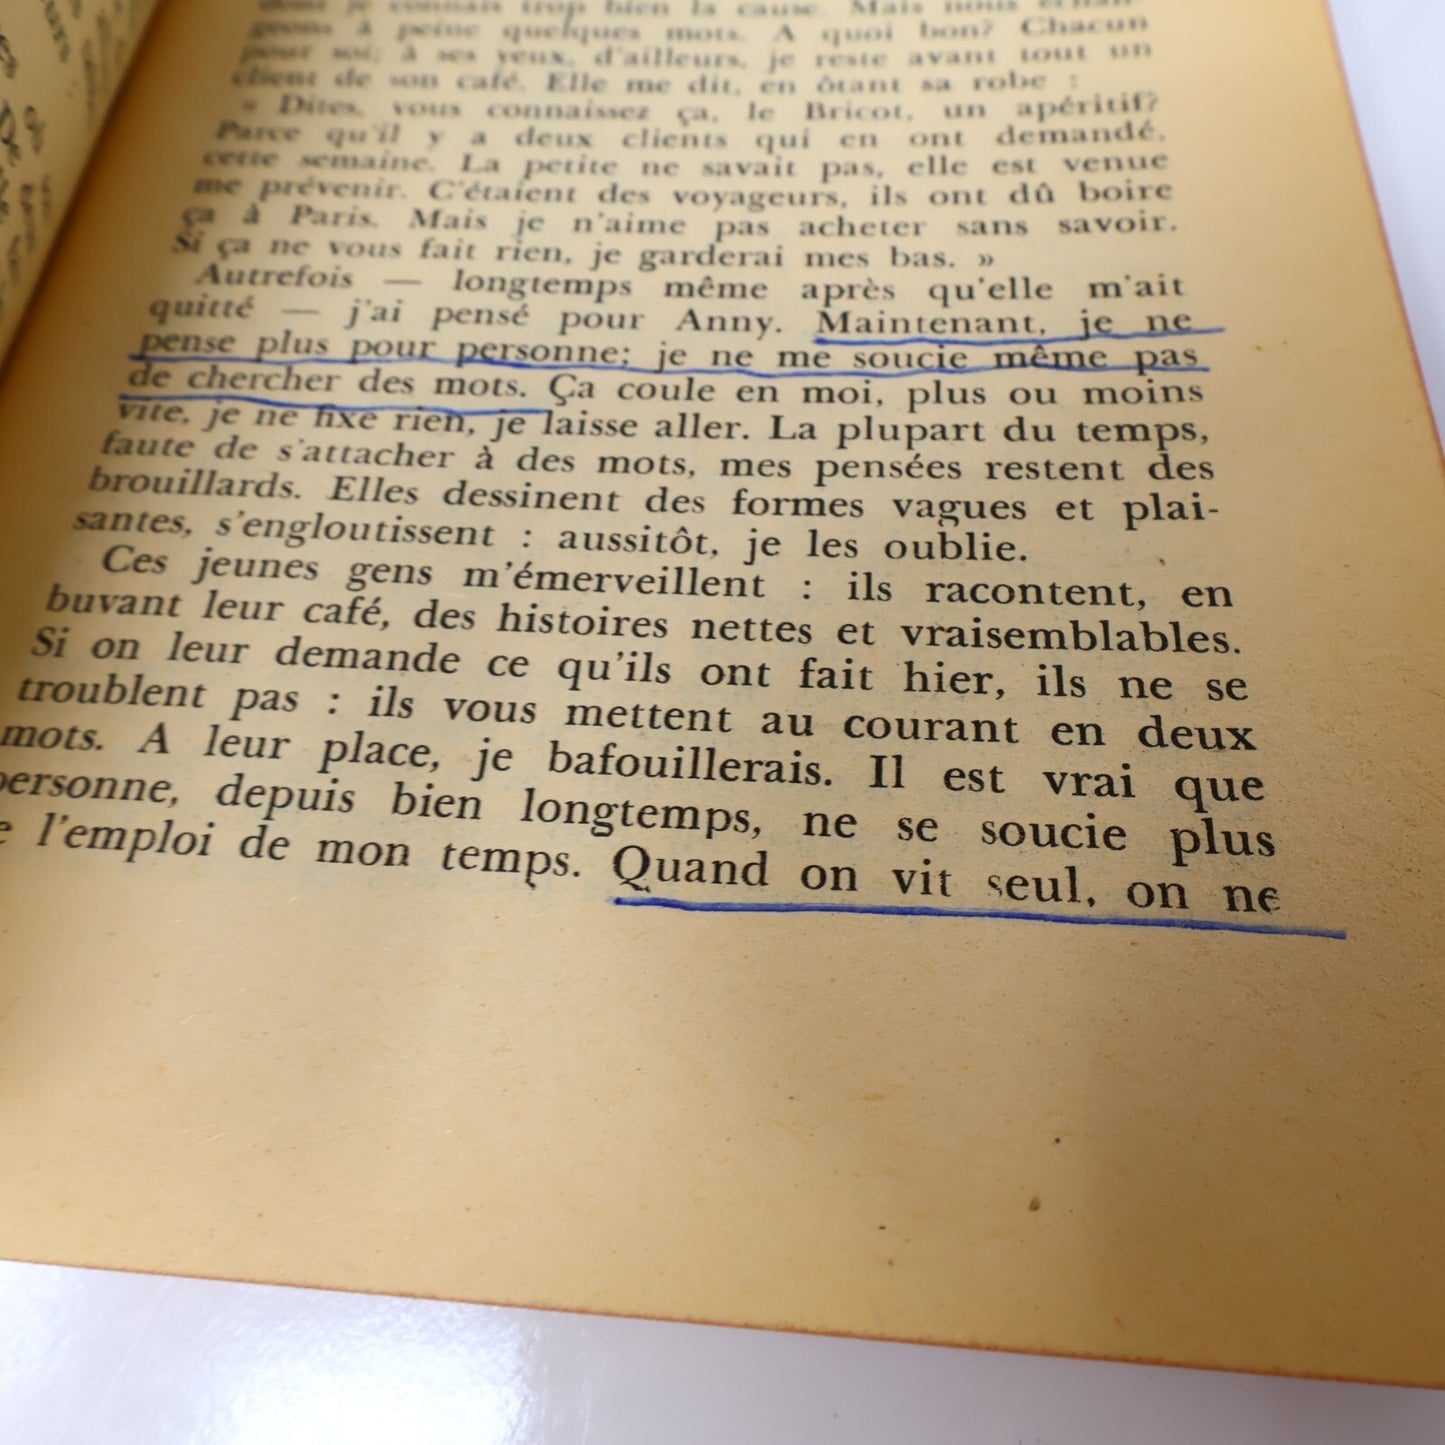 dont je connais trop bien la cause. Mais nous échan-
geons à peine quelques mots. A quoi bon? Chacun
pour soi; à ses yeux, d'ailleurs, je reste avant tout un
client de son café. Elle me dit, en ôtant sa robe :
« Dites, vous connaissez ça, le Bricot, un apéritif?
Parce qu'il y a deux clients qui en ont demandé,
cette semaine. La petite ne savait pas, elle est venue
me prévenir. C'étaient des voyageurs, ils ont dû boire
ça à Paris. Mais je n'aime pas acheter sans savoir.
Si ça ne vous fait rien, je garderai mes bas. »
Autrefois — longtemps même après qu'elle m'ait
quitté — j'ai pensé pour Anny. Maintenant, je ne
pense plus pour personne; je ne me soucie même pas
de chercher des mots. Ça coule en moi, plus ou moins
vite, je ne fixe rien, je laisse aller. La plupart du temps,
faute de s'attacher à des mots, mes pensées restent des
brouillards. Elles dessinent des formes vagues et plai-
santes, s'engloutissent : aussitôt, je les oublie.
Ces jeunes gens m'émerveillent : ils racontent, en
buvant leur café, des histoires nettes et vraisemblables.
Si on leur demande ce qu'ils ont fait hier, ils ne se
troublent pas : ils vous mettent au courant en deux
mots. A leur place, je bafouillerais. Il est vrai que
personne, depuis bien longtemps, ne se soucie plus
l'emploi de mon temps. Quand on vit seul, on ne